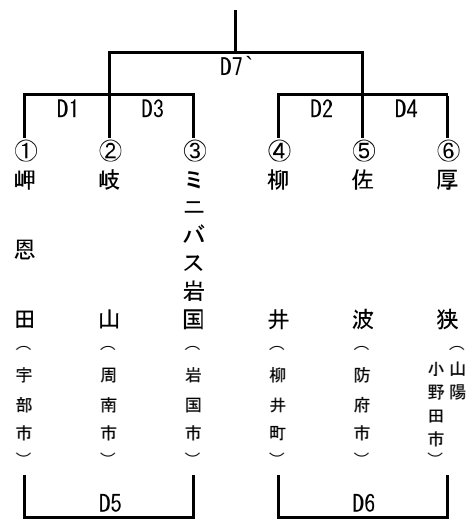 D7`
D1
D3
D2
D4
①
②
③
④
⑤
⑥
岬恩田
(宇部市)
岐山
(周南市)
ミニバス岩国
(岩国市)
柳井
(柳井町)
佐波
(防府市)
厚狭
(山陽
小野田市)
D5
D6